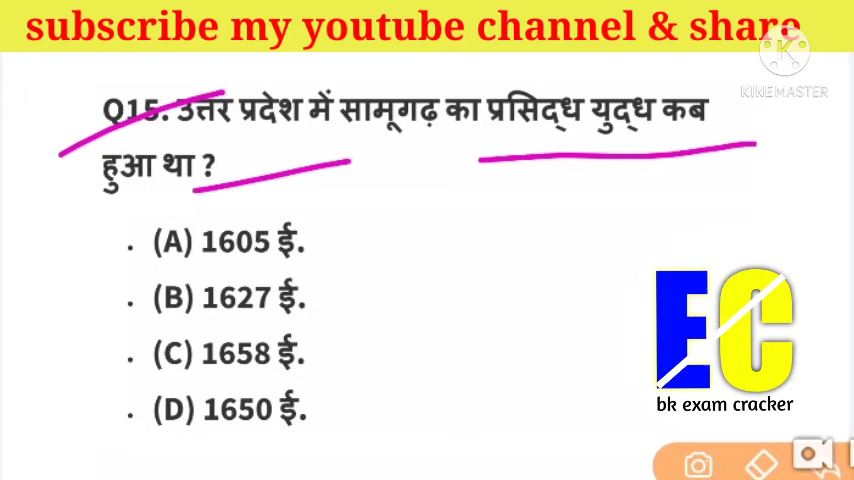 subscribe my youtube channel & share
KINEMASTER
Q15. उत्तर प्रदेश में सामूगढ़ का प्रसिद्ध युद्ध कब
हुआ था ?
. (A) 1605 ई.
. (B) 1627 ई.
. (C) 1658 ई.
. (D) 1650 ई.
EC
bk exam cracker